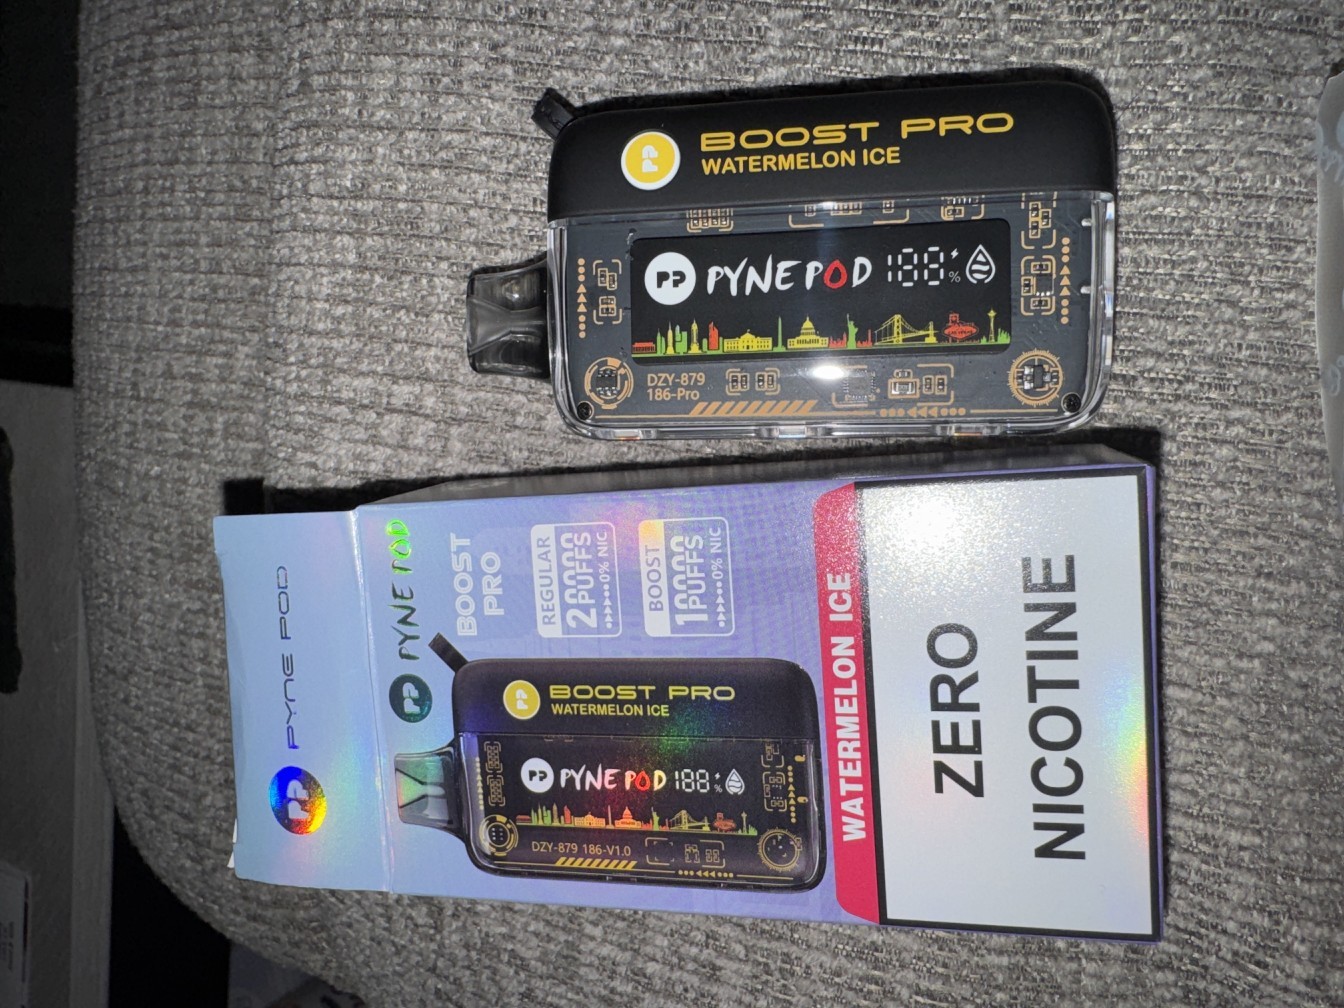 BOOST PRO
WATERMELON ICE
PYNE POD 188 %
DZY-879
186-Pro
PYNE POD
PYNE POD
BOOST
PRO
REGULAR
20000
PUFFS
0% NIC
BOOST
10000
PUFFS
0% NIC
BOOST PRO
WATERMELON ICE
PYNE POD 188 %
DZY-879 186-V1.0
WATERMELON ICE
ZERO
NICOTINE